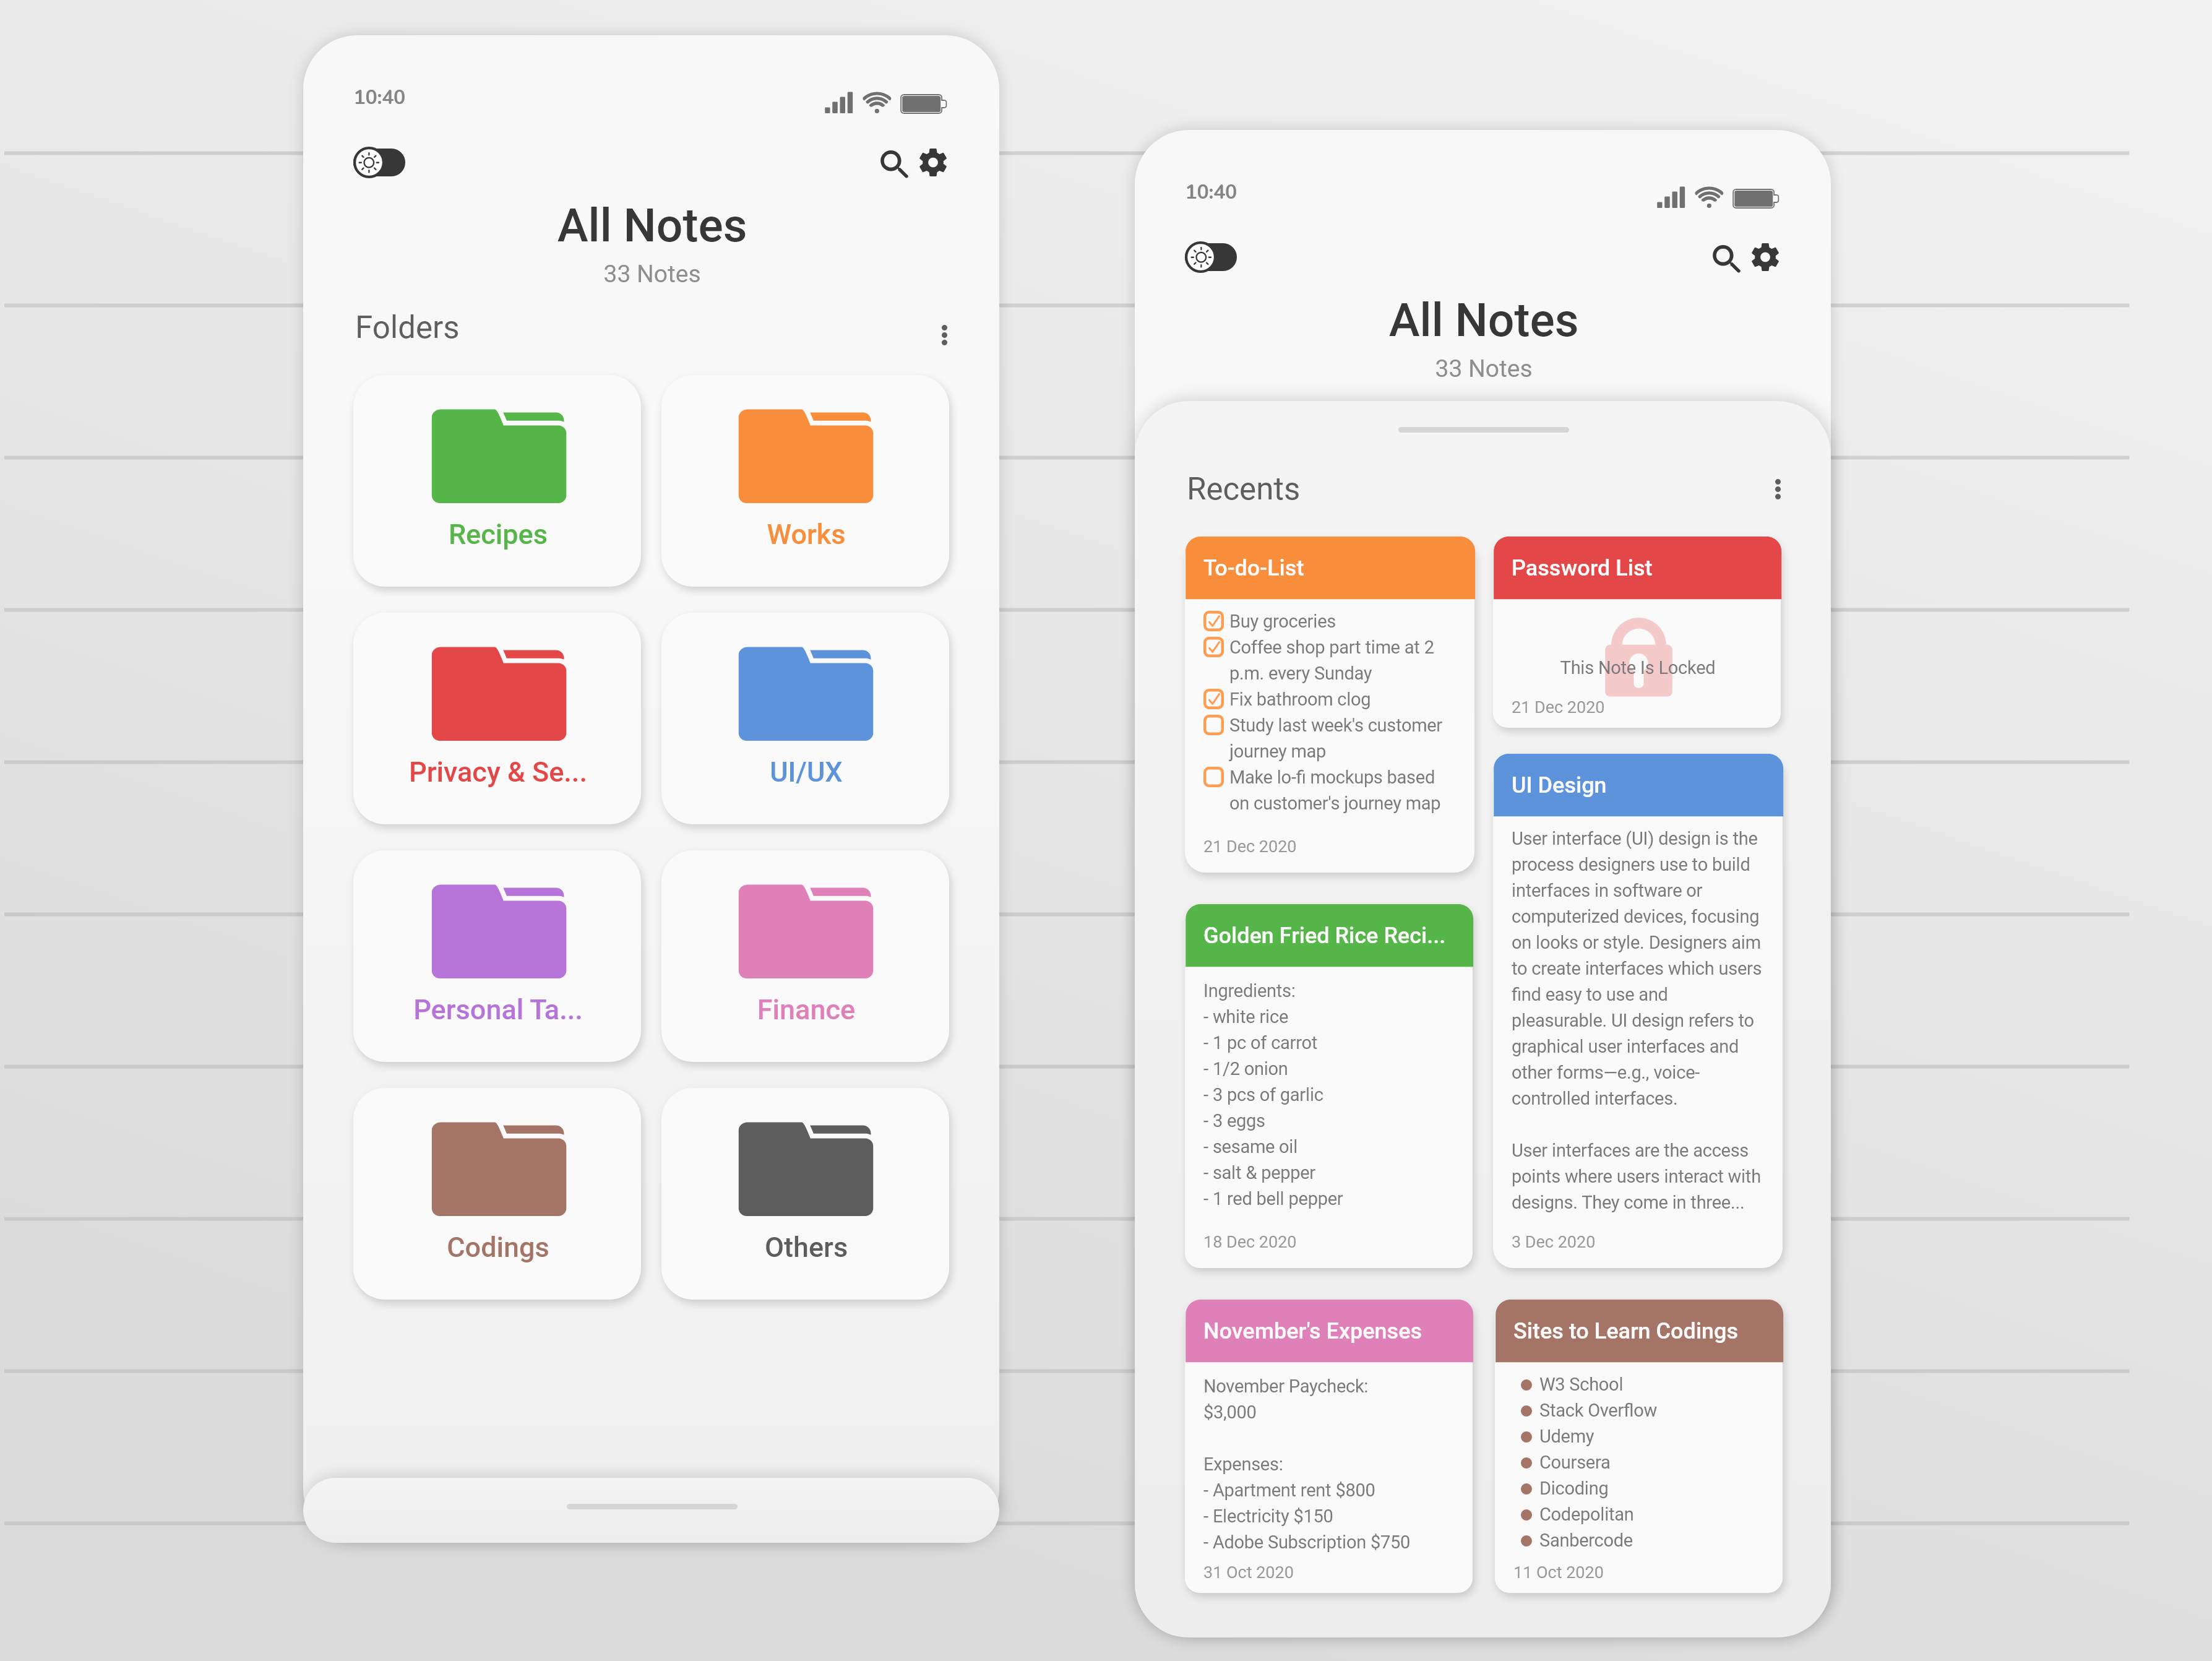 10:40
All Notes
33 Notes
Folders
Recipes
Works
Privacy & Se...
UI/UX
Personal Ta...
Finance
Codings
Others
10:40
All Notes
33 Notes
Recents
To-do-List
Buy groceries
Coffee shop part time at 2
p.m. every Sunday
Fix bathroom clog
Study last week's customer
journey map
Make lo-fi mockups based
on customer's journey map
21 Dec 2020
Password List
This Note Is Locked
21 Dec 2020
UI Design
User interface (UI) design is the
process designers use to build
interfaces in software or
computerized devices, focusing
on looks or style. Designers aim
to create interfaces which users
find easy to use and
pleasurable. UI design refers to
graphical user interfaces and
other forms—e.g., voice-
controlled interfaces.
User interfaces are the access
points where users interact with
designs. They come in three...
3 Dec 2020
Golden Fried Rice Reci...
Ingredients:
- white rice
- 1 pc of carrot
- 1/2 onion
- 3 pcs of garlic
- 3 eggs
- sesame oil
- salt & pepper
- 1 red bell pepper
18 Dec 2020
November's Expenses
November Paycheck:
$3,000
Expenses:
- Apartment rent $800
- Electricity $150
- Adobe Subscription $750
31 Oct 2020
Sites to Learn Codings
W3 School
Stack Overflow
Udemy
Coursera
Dicoding
Codepolitan
Sanbercode
11 Oct 2020